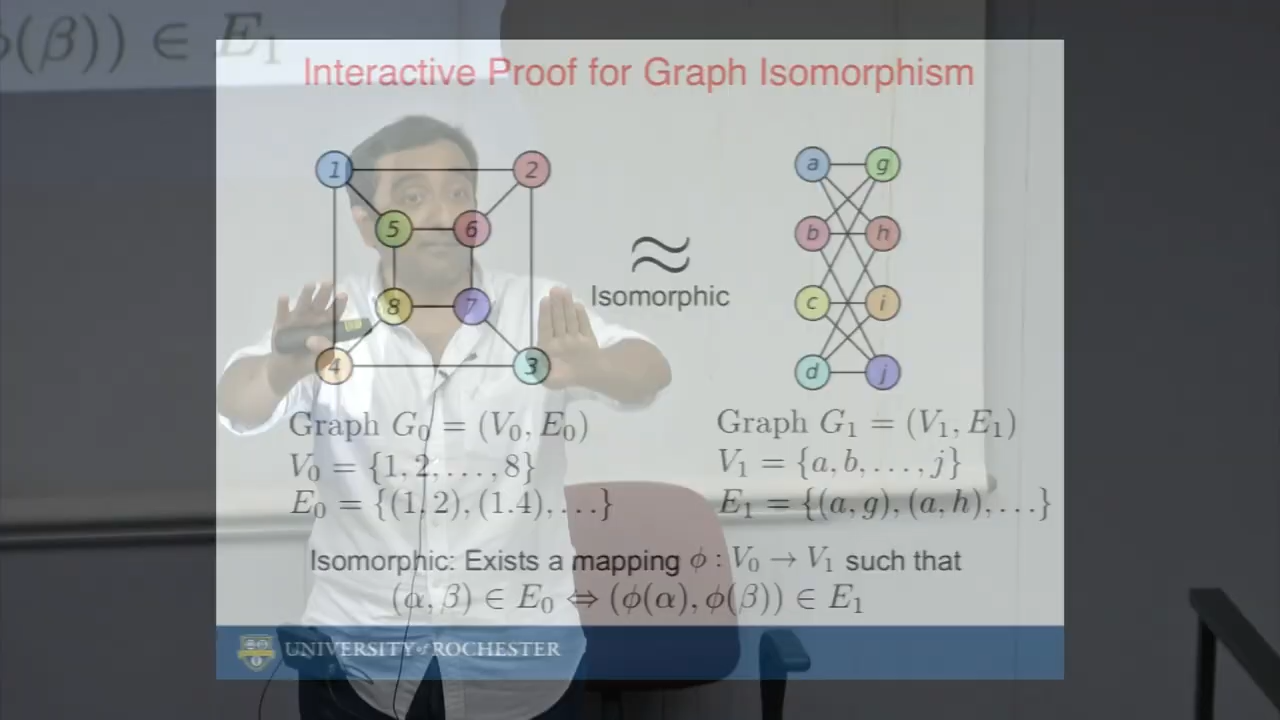 ϕ(β)) ∈ E₁
Interactive Proof for Graph Isomorphism
1 2
5 6
8 7
4 3
a g
b h
c i
d j
≈
Isomorphic
Graph G₀ = (V₀, E₀)
V₀ = {1, 2, . . . , 8}
E₀ = {(1, 2), (1.4), . . .}
Graph G₁ = (V₁, E₁)
V₁ = {a, b, . . . , j}
E₁ = {(a, g), (a, h), . . .}
Isomorphic: Exists a mapping ϕ : V₀ → V₁ such that
(α, β) ∈ E₀ ⇔ (ϕ(α), ϕ(β)) ∈ E₁
UNIVERSITY of ROCHESTER